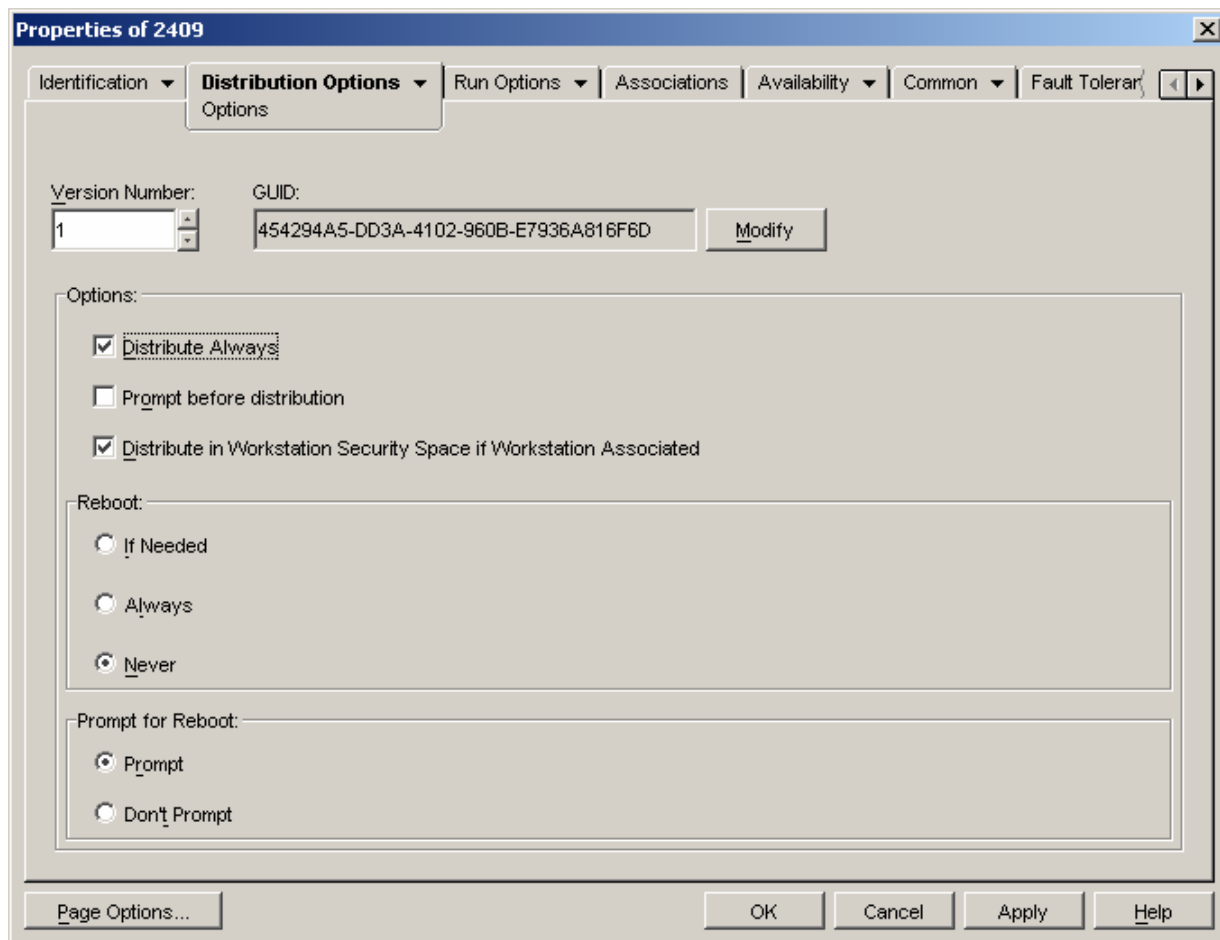 Properties of 2409
Identification Distribution Options Run Options Associations Availability Common Fault Toleran
Options
Version Number: GUID:
1 454294A5-DD3A-4102-960B-E7936A816F6D Modify
Options:
Distribute Always
Prompt before distribution
Distribute in Workstation Security Space if Workstation Associated
Reboot:
If Needed
Always
Never
Prompt for Reboot:
Prompt
Don't Prompt
Page Options... OK Cancel Apply Help